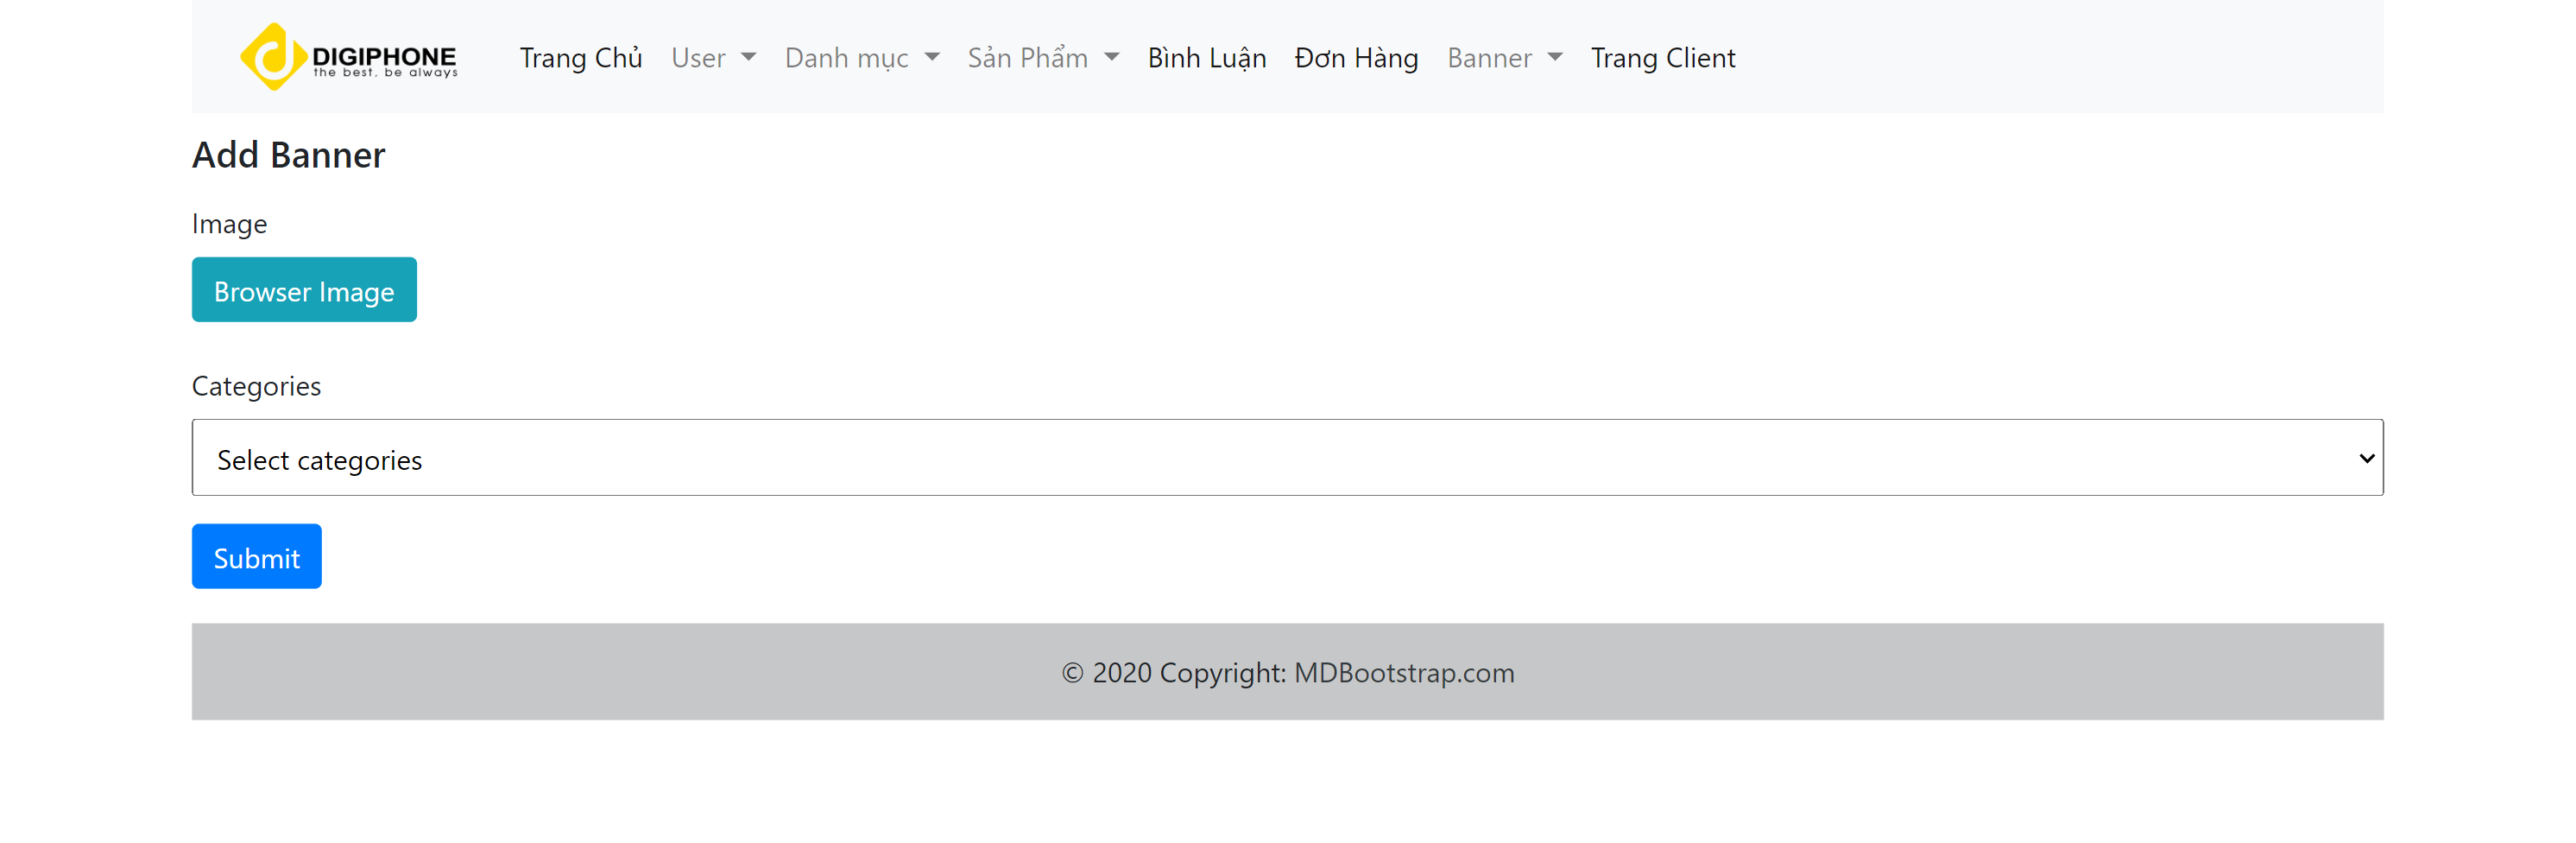 DIGIPHONE
the best, be always
Trang Chủ User Danh mục Sản Phẩm Bình Luận Đơn Hàng Banner Trang Client
Add Banner
Image
Browser Image
Categories
Select categories
Submit
© 2020 Copyright: MDBootstrap.com